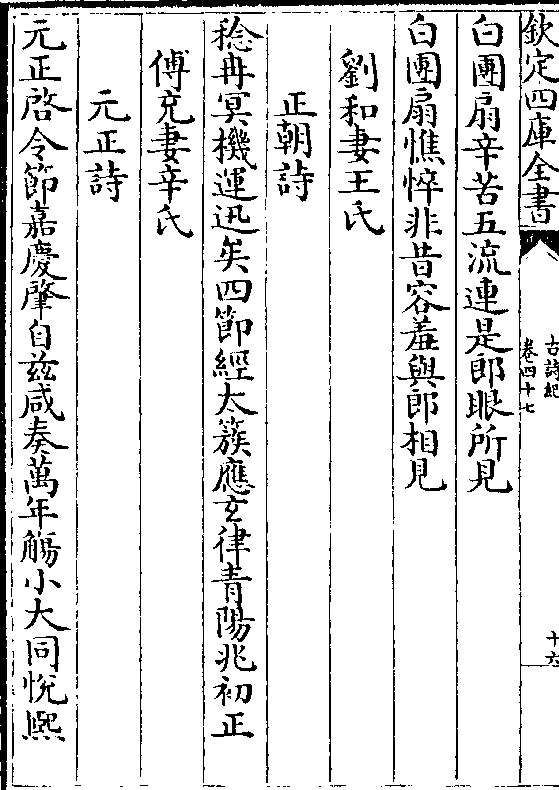 欽定四庫全書
古詩紀
卷四十七
十六
白團扇辛苦五流連是郎眼所見
白團扇憔悴非昔容羞與郎相見
劉和妻王氏
正朝詩
稔冉冥機運迅矣四節經太簇應玄律青陽兆初正
傅充妻辛氏
元正詩
元正啓令節嘉慶肇自兹咸奏萬年觴小大同悅熙